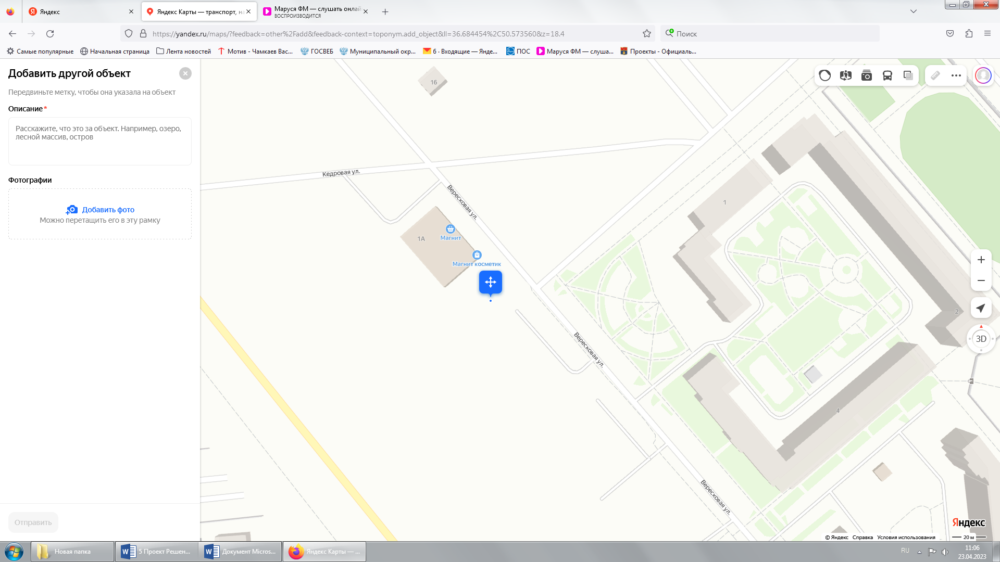 Яндекс
Яндекс Карты — транспорт, на
Маруся ФМ — слушать онлай
ВОСПРОИЗВОДИТСЯ
https://yandex.ru/maps/?feedback=other%2Fadd&feedback-context=toponym.add_object&ll=36.684454%2C50.573560&z=18.4
Поиск
Самые популярные
Начальная страница
Лента новостей
Мотив - Чамкаев Вас...
ГОСВЕБ
Муниципальный окр...
6 · Входящие — Янде...
ПОС
Маруся ФМ — слуша...
Проекты - Официаль...
Добавить другой объект
Передвиньте метку, чтобы она указала на объект
Описание*
Расскажите, что это за объект. Например, озеро,
лесной массив, остров
Фотографии
Добавить фото
Можно перетащить его в эту рамку
Отправить
16
Кедровая ул.
Вересковая ул.
1
1А
Магнит
Магнит косметик
2
3D
Вересковая ул.
4
Вересковая ул.
Яндекс
© Яндекс Справка Условия использования
20 м
Новая папка
5 Проект Решен...
Документ Micros...
Яндекс Карты — ...
RU
11:06
23.04.2023